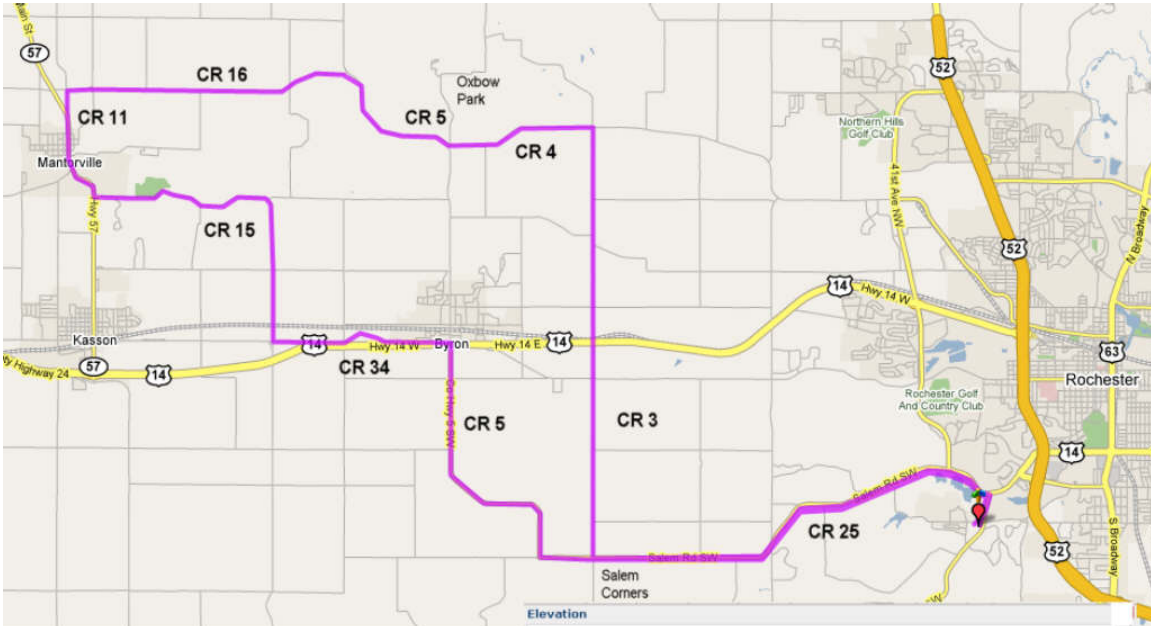 Main St
57
52
CR 16
Oxbow
Park
CR 11
CR 5
Northern Hills
Golf Club
CR 4
Mantorville
41st Ave NW
Hwy 57
CR 15
N Broadway
52
14
Hwy 14 W
Kasson
14
Hwy 14 W
Byron
Hwy 14 E
14
63
57
14
CR 34
Rochester
Rochester Golf
And Country Club
Co Hwy 5 SW
CR 5
CR 3
14
Salem Rd SW
CR 25
S Broadway
Salem Rd SW
52
Salem
Corners
Elevation